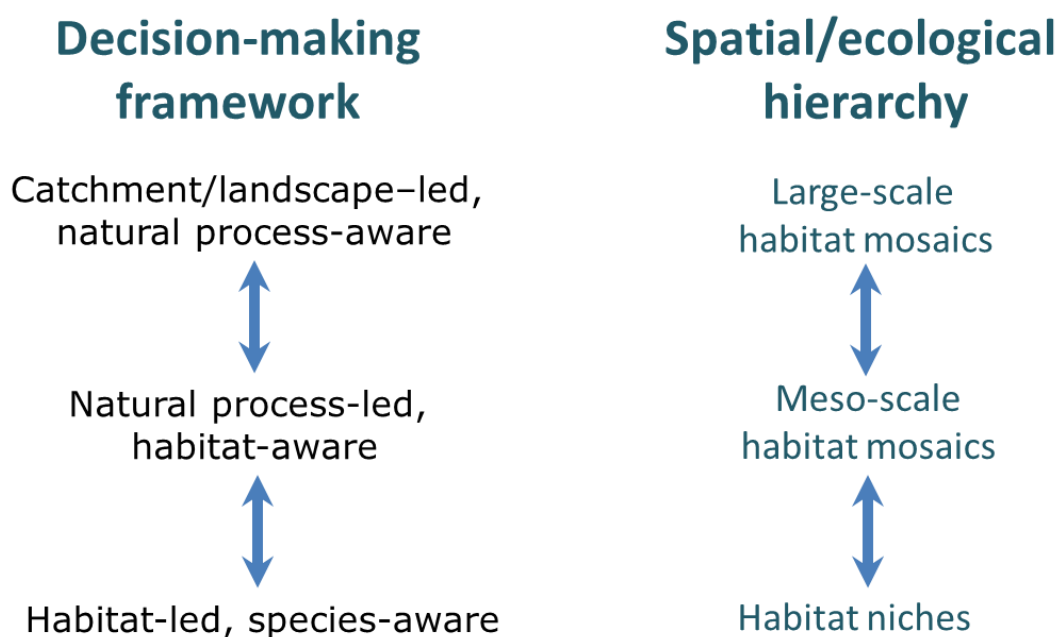 Decision-making
framework
Catchment/landscape–led,
natural process-aware
Natural process-led,
habitat-aware
Habitat-led, species-aware
Spatial/ecological
hierarchy
Large-scale
habitat mosaics
Meso-scale
habitat mosaics
Habitat niches